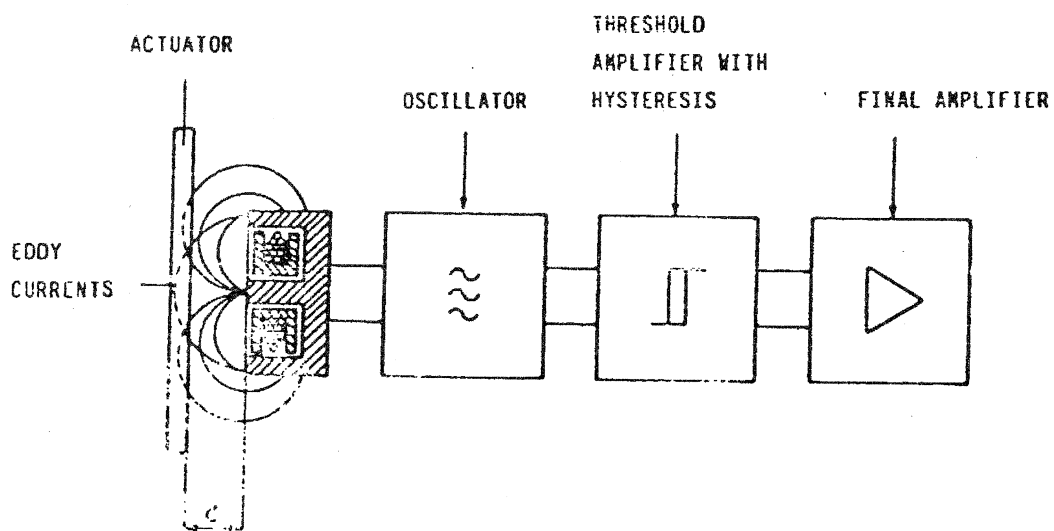 ACTUATOR
THRESHOLD
AMPLIFIER WITH
HYSTERESIS
OSCILLATOR
FINAL AMPLIFIER
EDDY
CURRENTS